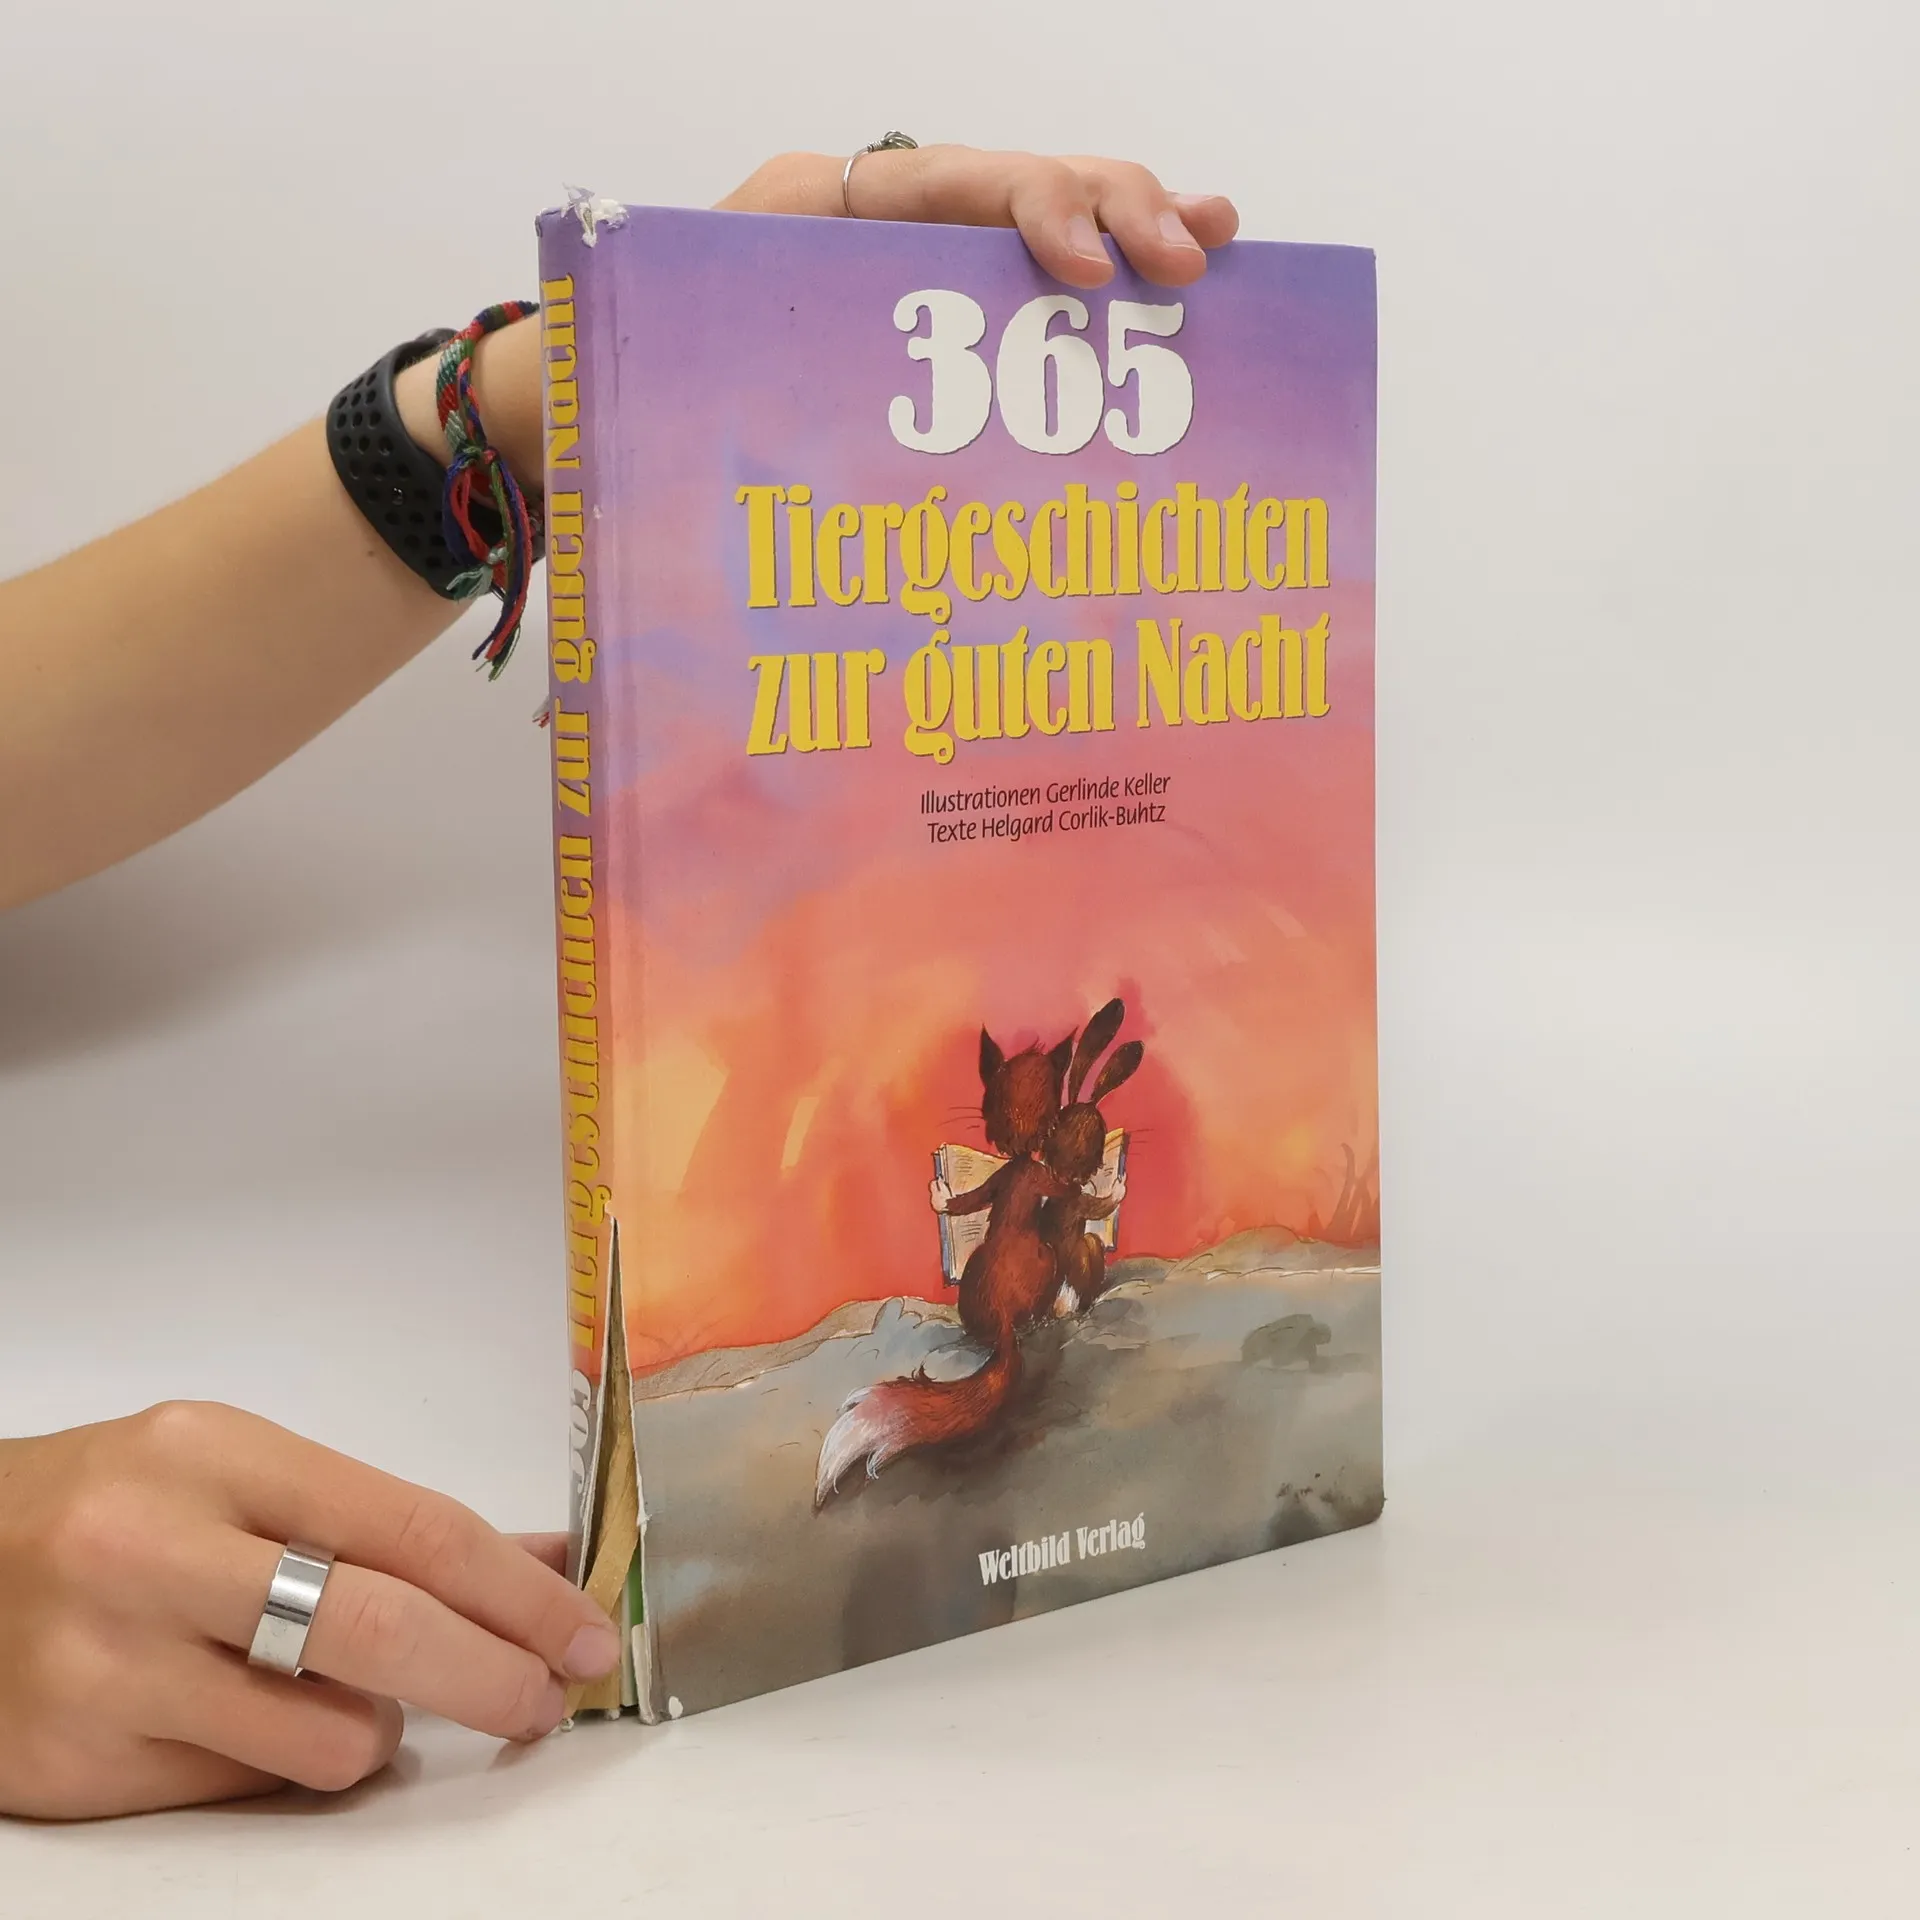 365 Tiergeschichten zur guten Nacht
365
Tiergeschichten
zur guten Nacht
Illustrationen Gerlinde Keller
Texte Helgard Corlik-Buhtz
Weltbild Verlag